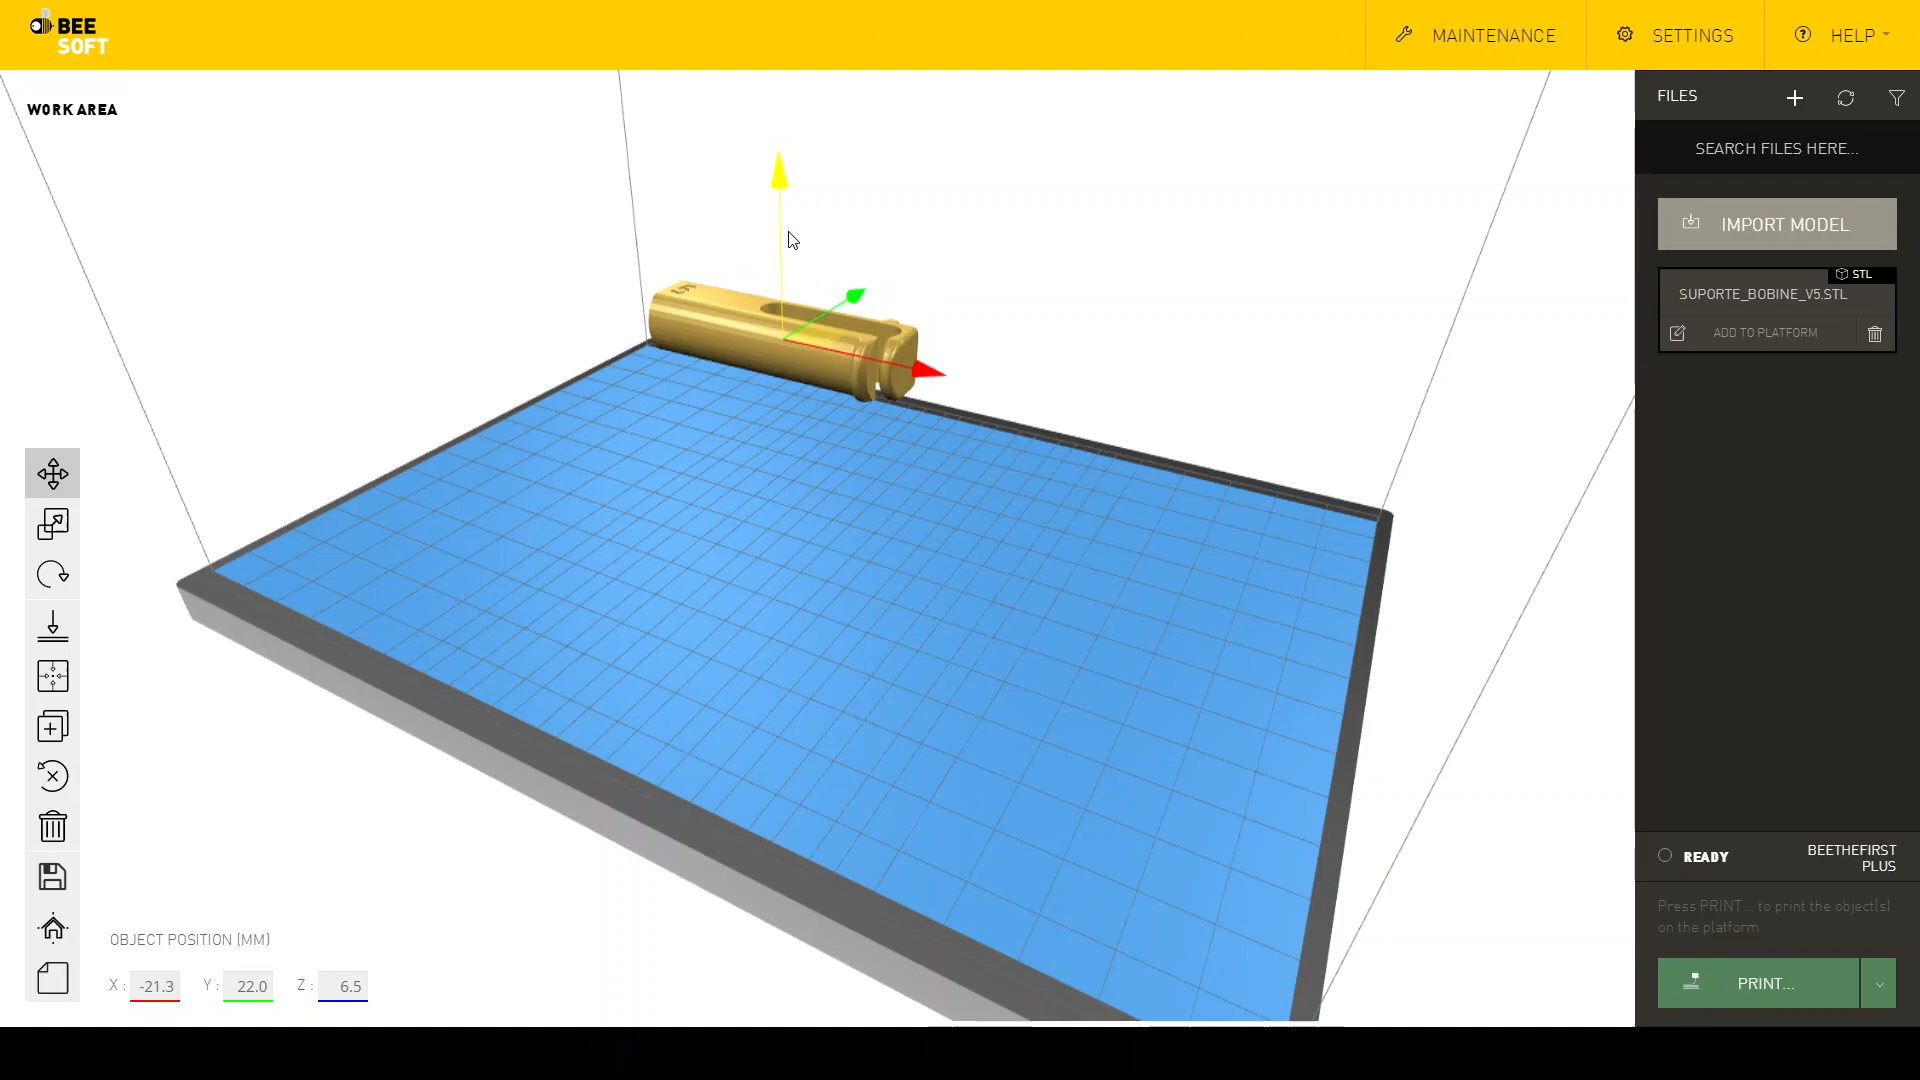 BEE
SOFT
MAINTENANCE
SETTINGS
HELP
WORK AREA
FILES
SEARCH FILES HERE...
IMPORT MODEL
STL
SUPORTE_BOBINE_V5.STL
ADD TO PLATFORM
READY
BEETHEFIRST
PLUS
Press PRINT... to print the object(s)
on the platform
PRINT...
OBJECT POSITION (MM)
X : -21.3 Y : 22.0 Z : 6.5